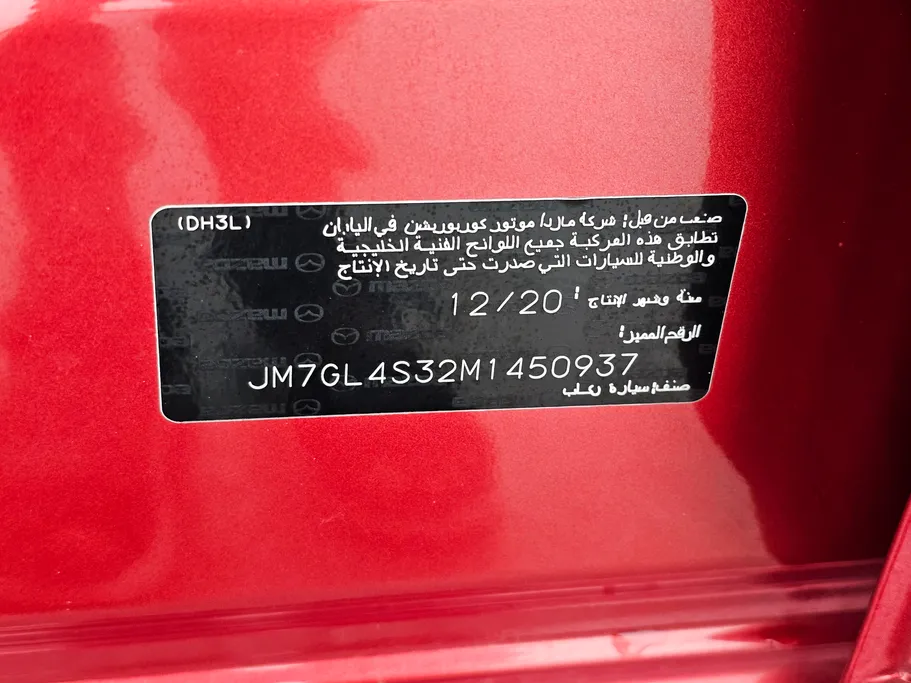 (DH3L)
صنعت من قبل: شركة مازدا موتور كوربوريشن في اليابان
تطابق هذه المركبة جميع اللوائح الفنية الخليجية
والوطنية للسيارات التي صدرت حتى تاريخ الإنتاج
سنة وشهر الإنتاج : 12/20
الرقم المميز:
JM7GL4S32M1450937
صنف: سيارة ركاب